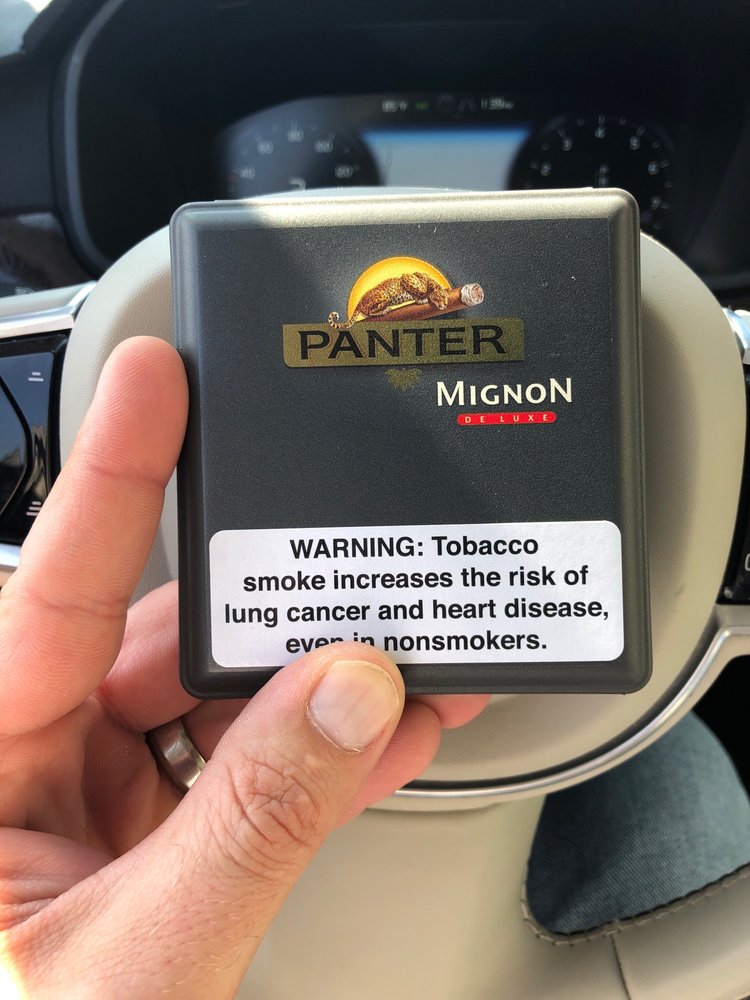 PANTER
MIGNON
DE LUXE
WARNING: Tobacco
smoke increases the risk of
lung cancer and heart disease,
even in nonsmokers.